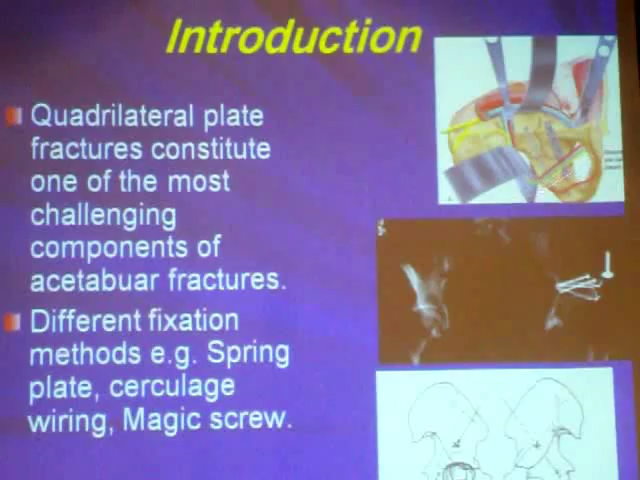 Introduction
Quadrilateral plate
fractures constitute
one of the most
challenging
components of
acetabuar fractures.
Different fixation
methods e.g. Spring
plate, cerculage
wiring, Magic screw.